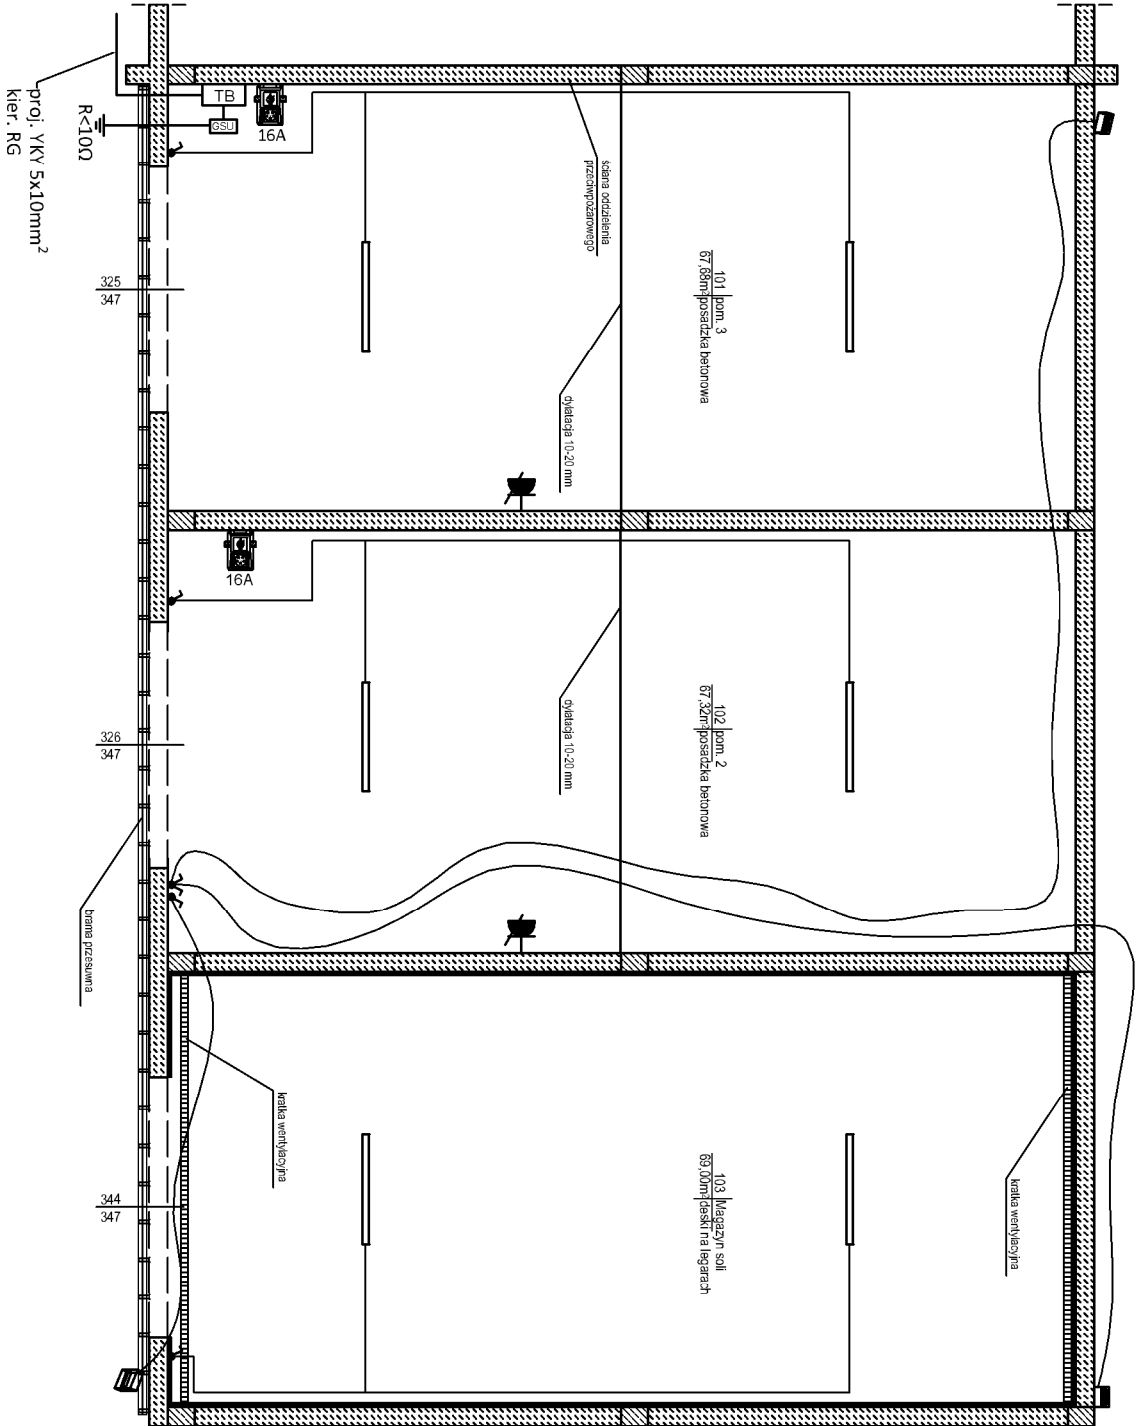 TB
GSU
16A
R<10Ω
proj. YKY 5x10mm²
kier. RG
ściana oddzielenia
przeciwpożarowego
101 pom. 3
67,68m² posadzka betonowa
325
347
dylatacja 10-20 mm
16A
102 pom. 2
67,32m² posadzka betonowa
326
347
dylatacja 10-20 mm
brama przesuwna
kratka wentylacyjna
103 Magazyn soli
69,00m² deski na legarach
kratka wentylacyjna
344
347